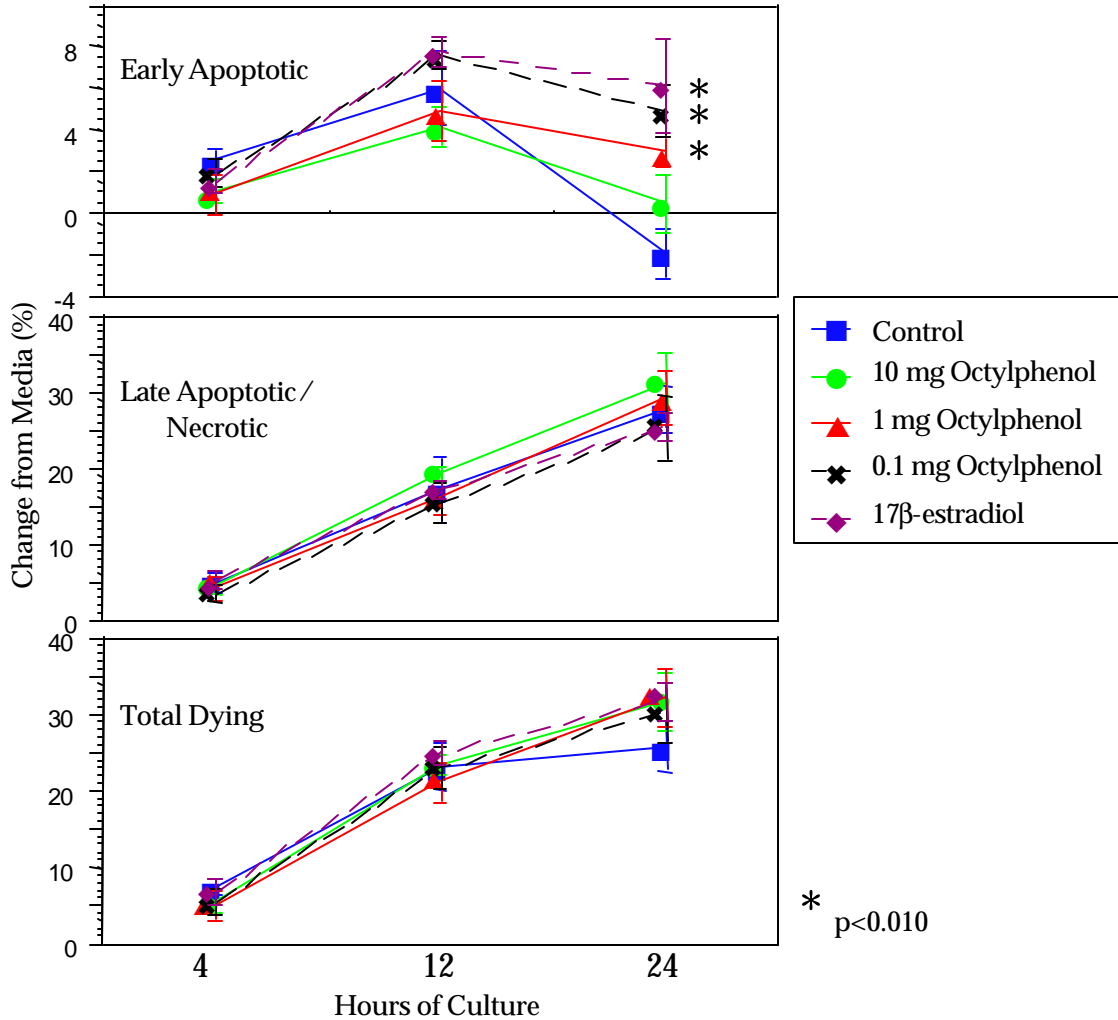 8
Early Apoptotic
*
*
4
*
0
-4
40
Late Apoptotic /
Necrotic
30
20
10
0
40
Total Dying
30
20
10
0
Change from Media (%)
4 12 24
Hours of Culture
Control
10 mg Octylphenol
1 mg Octylphenol
0.1 mg Octylphenol
17β-estradiol
* p<0.010